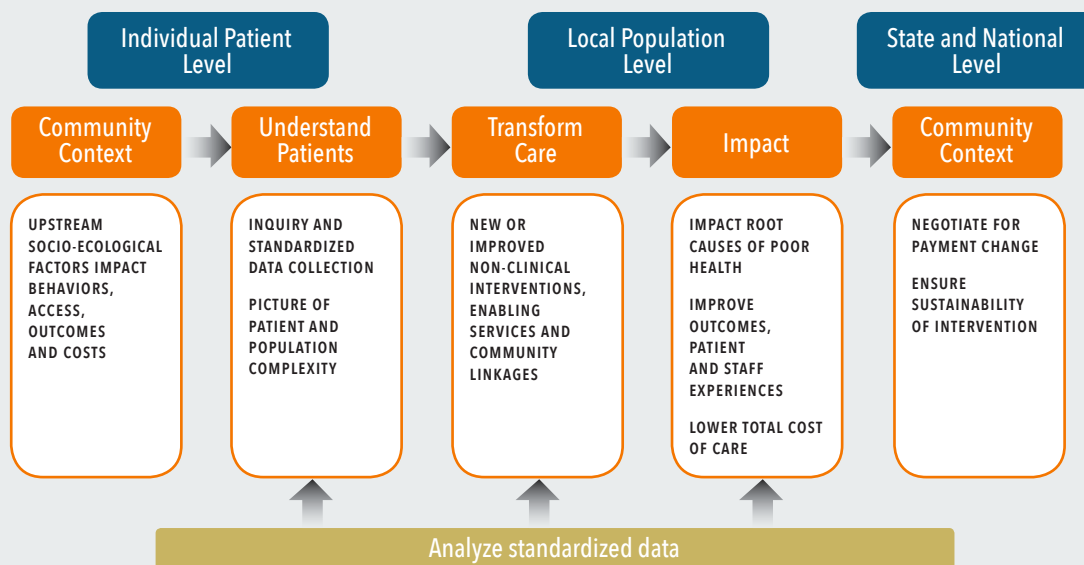 Individual Patient
Level
Local Population
Level
State and National
Level
Community
Context
Understand
Patients
Transform
Care
Impact
Community
Context
UPSTREAM
SOCIO-ECOLOGICAL
FACTORS IMPACT
BEHAVIORS,
ACCESS,
OUTCOMES
AND COSTS
INQUIRY AND
STANDARDIZED
DATA COLLECTION
PICTURE OF
PATIENT AND
POPULATION
COMPLEXITY
NEW OR
IMPROVED
NON-CLINICAL
INTERVENTIONS,
ENABLING
SERVICES AND
COMMUNITY
LINKAGES
IMPACT ROOT
CAUSES OF POOR
HEALTH
IMPROVE
OUTCOMES,
PATIENT
AND STAFF
EXPERIENCES
LOWER TOTAL COST
OF CARE
NEGOTIATE FOR
PAYMENT CHANGE
ENSURE
SUSTAINABILITY
OF INTERVENTION
Analyze standardized data